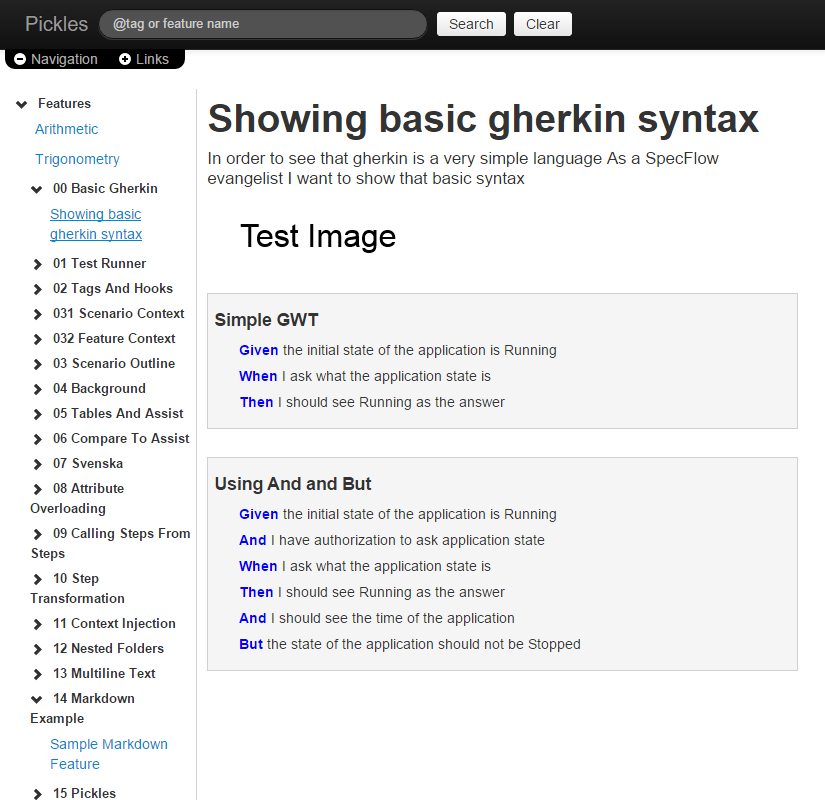 Pickles
@tag or feature name
Search
Clear
Navigation
Links
Features
Arithmetic
Trigonometry
00 Basic Gherkin
Showing basic
gherkin syntax
01 Test Runner
02 Tags And Hooks
031 Scenario Context
032 Feature Context
03 Scenario Outline
04 Background
05 Tables And Assist
06 Compare To Assist
07 Svenska
08 Attribute
Overloading
09 Calling Steps From
Steps
10 Step
Transformation
11 Context Injection
12 Nested Folders
13 Multiline Text
14 Markdown
Example
Sample Markdown
Feature
15 Pickles
Showing basic gherkin syntax
In order to see that gherkin is a very simple language As a SpecFlow
evangelist I want to show that basic syntax
Test Image
Simple GWT
Given the initial state of the application is Running
When I ask what the application state is
Then I should see Running as the answer
Using And and But
Given the initial state of the application is Running
And I have authorization to ask application state
When I ask what the application state is
Then I should see Running as the answer
And I should see the time of the application
But the state of the application should not be Stopped